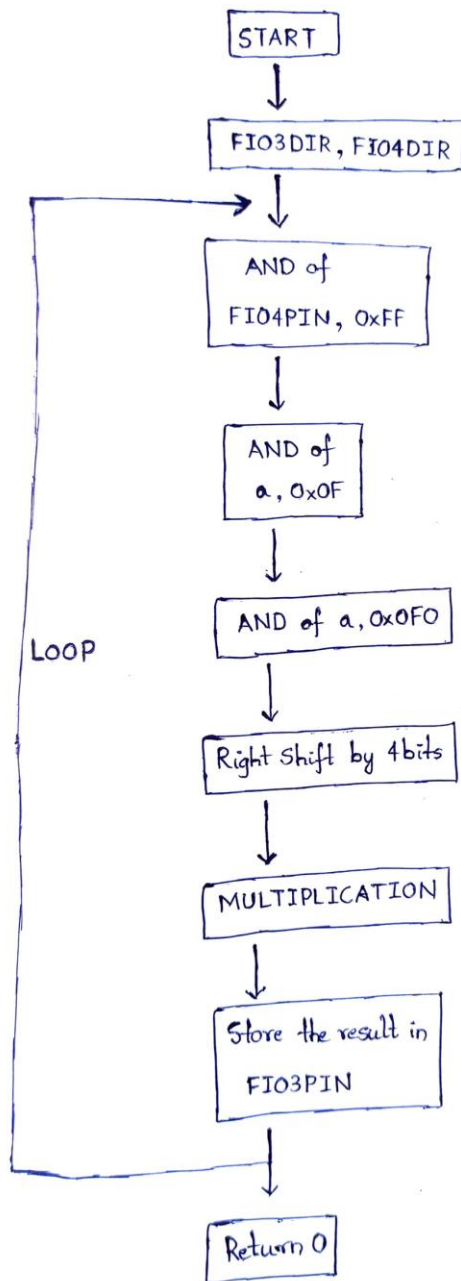 START
FIO3DIR, FIO4DIR
AND of
FIO4PIN, 0xFF
AND of
a, 0x0F
AND of a, 0x0F0
LOOP
Right Shift by 4bits
MULTIPLICATION
Store the result in
FIO3PIN
Return 0